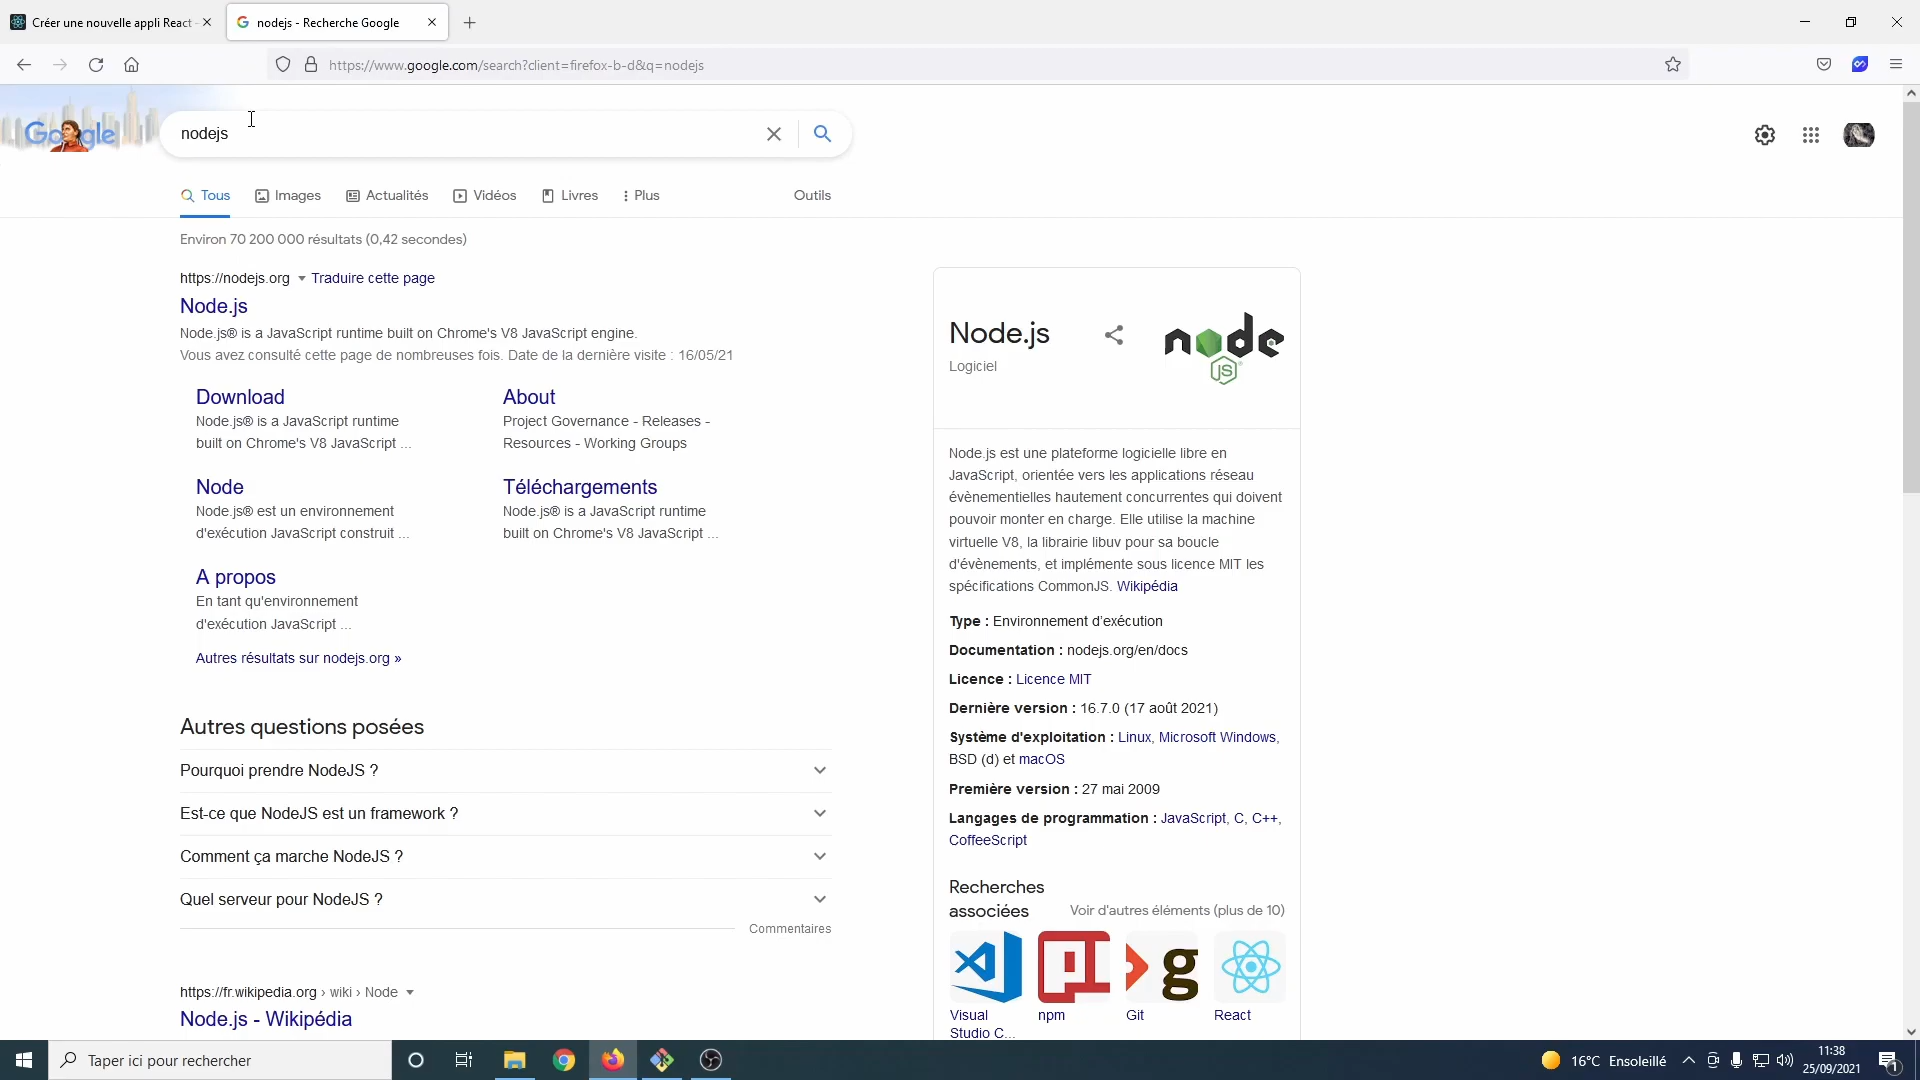 Créer une nouvelle appli React -
nodejs - Recherche Google
https://www.google.com/search?client=firefox-b-d&q=nodejs
Google
nodejs
Tous
Images
Actualités
Vidéos
Livres
Plus
Outils
Environ 70 200 000 résultats (0,42 secondes)
https://nodejs.org Traduire cette page
Node.js
Node.js® is a JavaScript runtime built on Chrome's V8 JavaScript engine.
Vous avez consulté cette page de nombreuses fois. Date de la dernière visite : 16/05/21
Download
Node.js® is a JavaScript runtime
built on Chrome's V8 JavaScript ...
About
Project Governance - Releases -
Resources - Working Groups
Node
Node.js® est un environnement
d'exécution JavaScript construit ...
Téléchargements
Node.js® is a JavaScript runtime
built on Chrome's V8 JavaScript ...
A propos
En tant qu'environnement
d'exécution JavaScript ...
Autres résultats sur nodejs.org »
Autres questions posées
Pourquoi prendre NodeJS ?
Est-ce que NodeJS est un framework ?
Comment ça marche NodeJS ?
Quel serveur pour NodeJS ?
Commentaires
https://fr.wikipedia.org › wiki › Node
Node.js - Wikipédia
Node.js
Logiciel
node
JS
Node.js est une plateforme logicielle libre en
JavaScript, orientée vers les applications réseau
évènementielles hautement concurrentes qui doivent
pouvoir monter en charge. Elle utilise la machine
virtuelle V8, la librairie libuv pour sa boucle
d'évènements, et implémente sous licence MIT les
spécifications CommonJS. Wikipédia
Type : Environnement d'exécution
Documentation : nodejs.org/en/docs
Licence : Licence MIT
Dernière version : 16.7.0 (17 août 2021)
Système d'exploitation : Linux, Microsoft Windows,
BSD (d) et macOS
Première version : 27 mai 2009
Langages de programmation : JavaScript, C, C++,
CoffeeScript
Recherches
associées
Voir d'autres éléments (plus de 10)
g
Visual
Studio C...
npm
Git
React
Taper ici pour rechercher
16°C Ensoleillé
11:38
25/09/2021
1